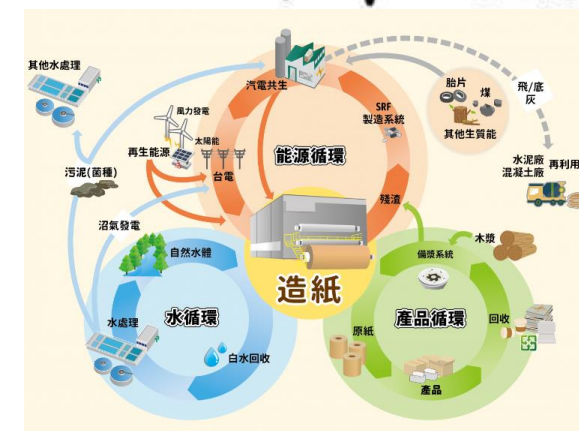 其他水處理
汽電共生
風力發電
太陽能
再生能源
台電
污泥(菌種)
沼氣發電
能源循環
SRF
製造系統
殘渣
胎片
煤
其他生質能
飛/底
灰
水泥廠
混凝土廠
再利用
造紙
自然水體
水處理
水循環
白水回收
備漿系統
木漿
產品循環
回收
原紙
產品